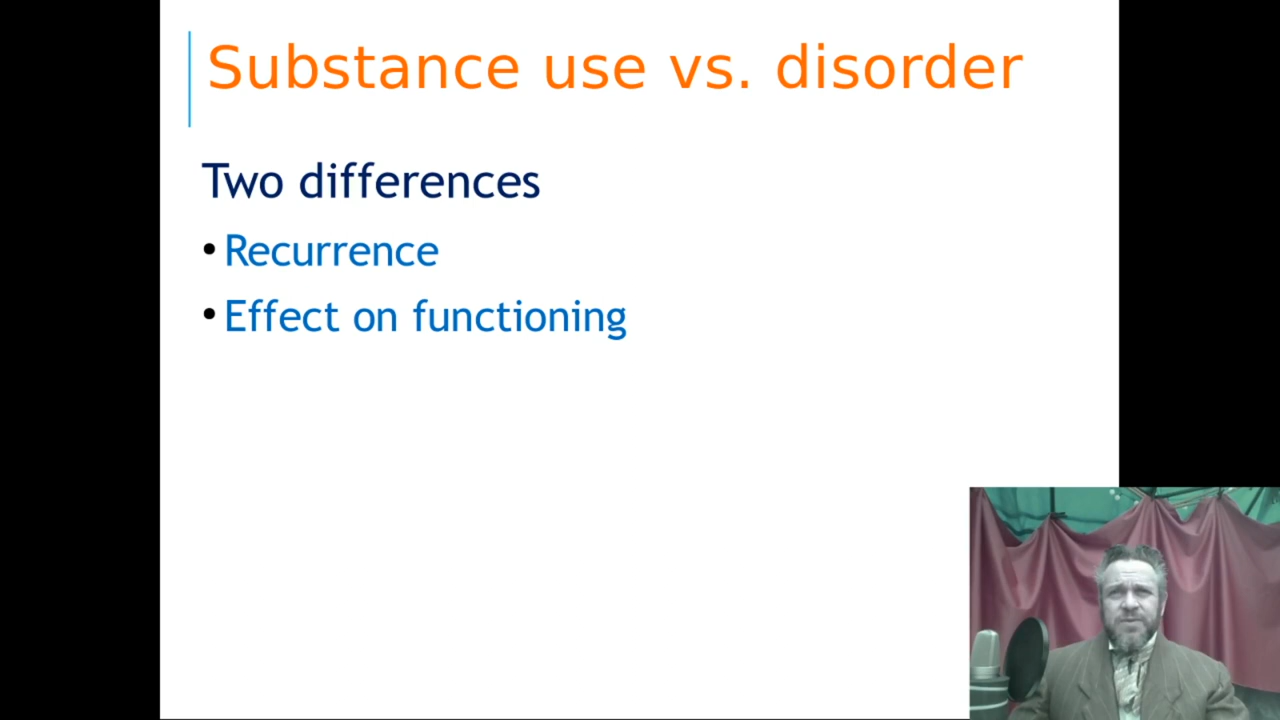 Substance use vs. disorder
Two differences
• Recurrence
• Effect on functioning